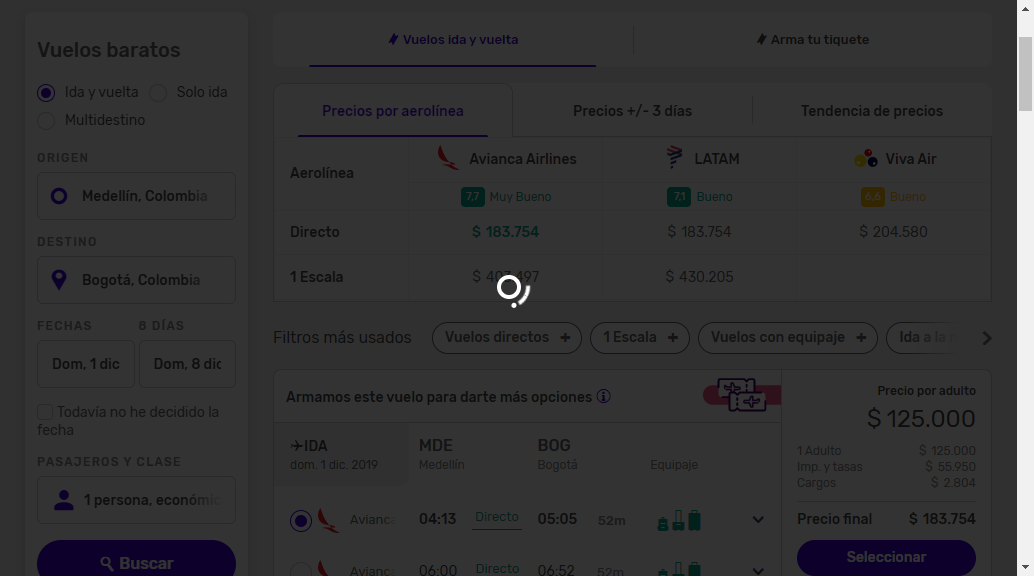 Vuelos baratos
Ida y vuelta
Solo ida
Multidestino
ORIGEN
Medellín, Colombia
DESTINO
Bogotá, Colombia
FECHAS
8 DÍAS
Dom, 1 dic
Dom, 8 dic
Todavía no he decidido la
fecha
PASAJEROS Y CLASE
1 persona, económic
Buscar
Vuelos ida y vuelta
Arma tu tiquete
Precios por aerolínea
Precios +/- 3 días
Tendencia de precios
Aerolínea
Avianca Airlines
LATAM
Viva Air
7,7 Muy Bueno
7,1 Bueno
6,6 Bueno
Directo
$ 183.754
$ 183.754
$ 204.580
1 Escala
$ 407.497
$ 430.205
Filtros más usados
Vuelos directos +
1 Escala +
Vuelos con equipaje +
Ida a la
Armamos este vuelo para darte más opciones
IDA
dom. 1 dic. 2019
MDE
Medellín
BOG
Bogotá
Equipaje
Avianca
04:13
Directo
05:05
52m
Avianca
06:00
Directo
06:52
52m
Precio por adulto
$ 125.000
1 Adulto
$ 125.000
Imp. y tasas
$ 55.950
Cargos
$ 2.804
Precio final
$ 183.754
Seleccionar